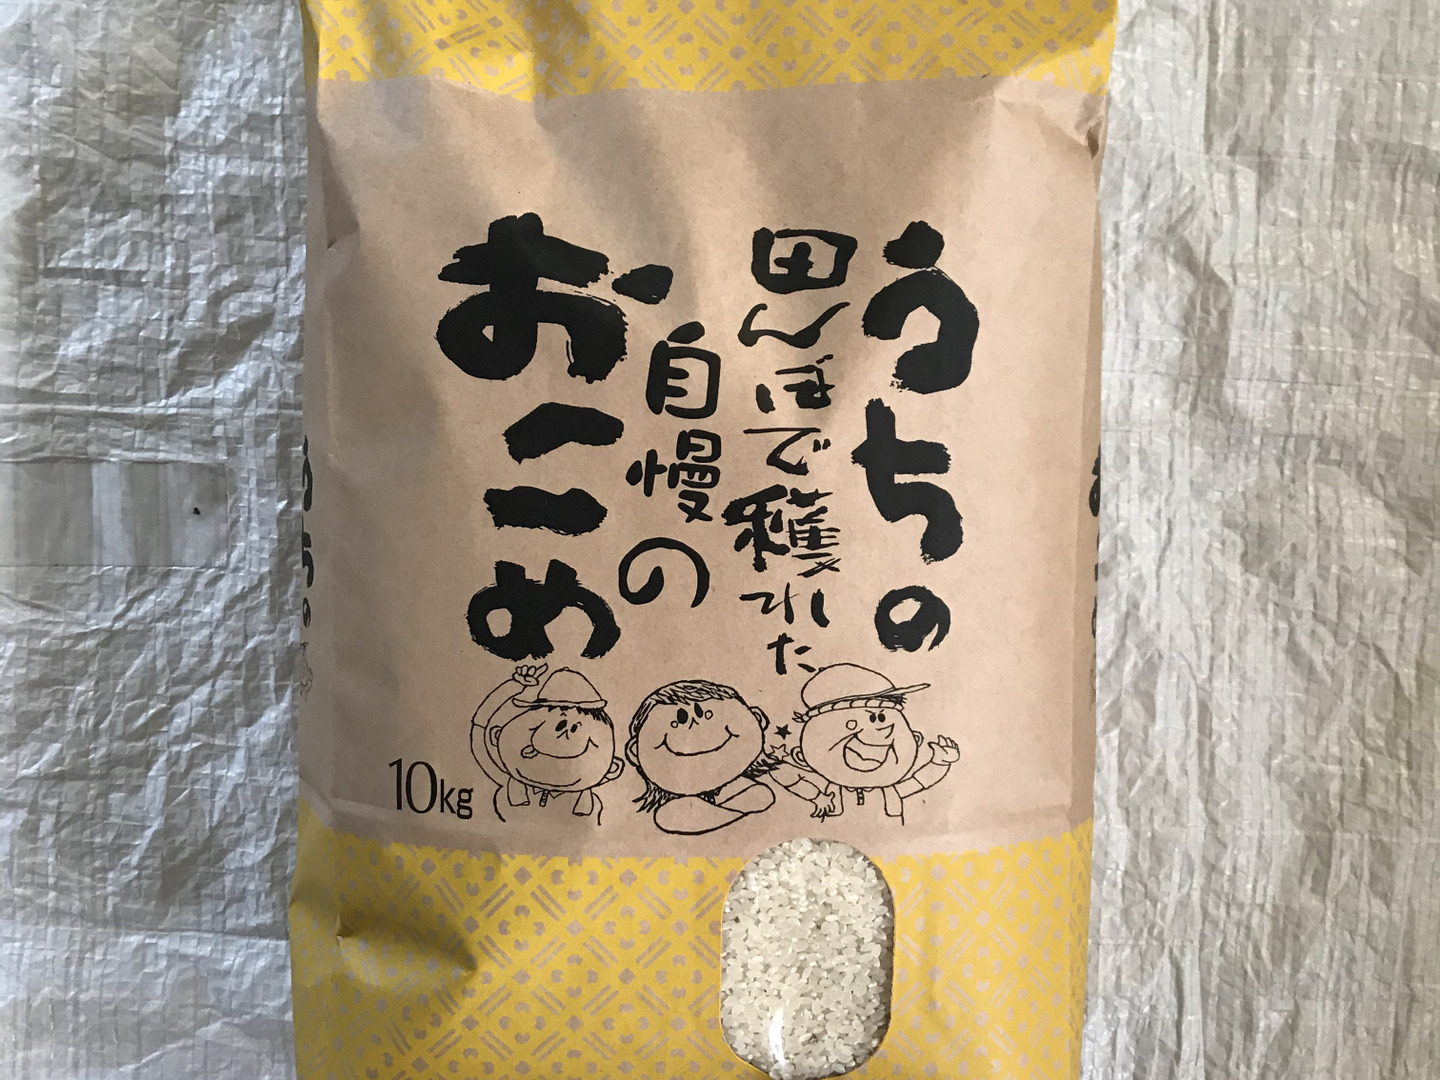 うちの
田んぼで穫れた
自慢の
おこめ
10kg